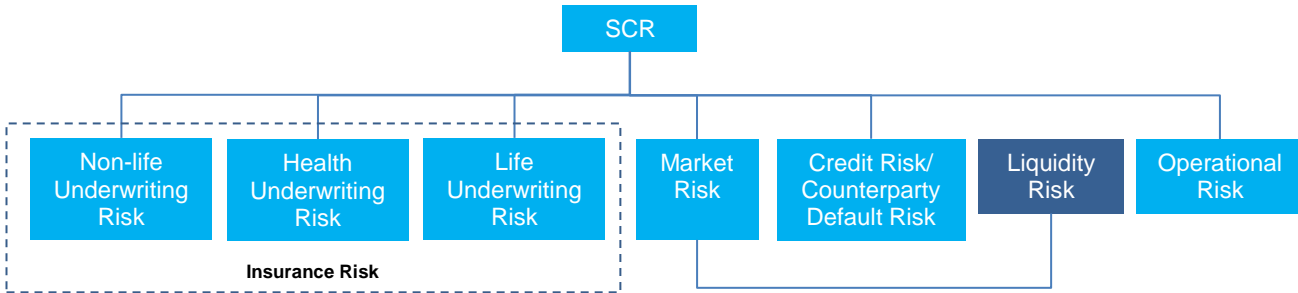 SCR
Non-life
Underwriting
Risk
Health
Underwriting
Risk
Life
Underwriting
Risk
Market
Risk
Credit Risk/
Counterparty
Default Risk
Liquidity
Risk
Operational
Risk
Insurance Risk